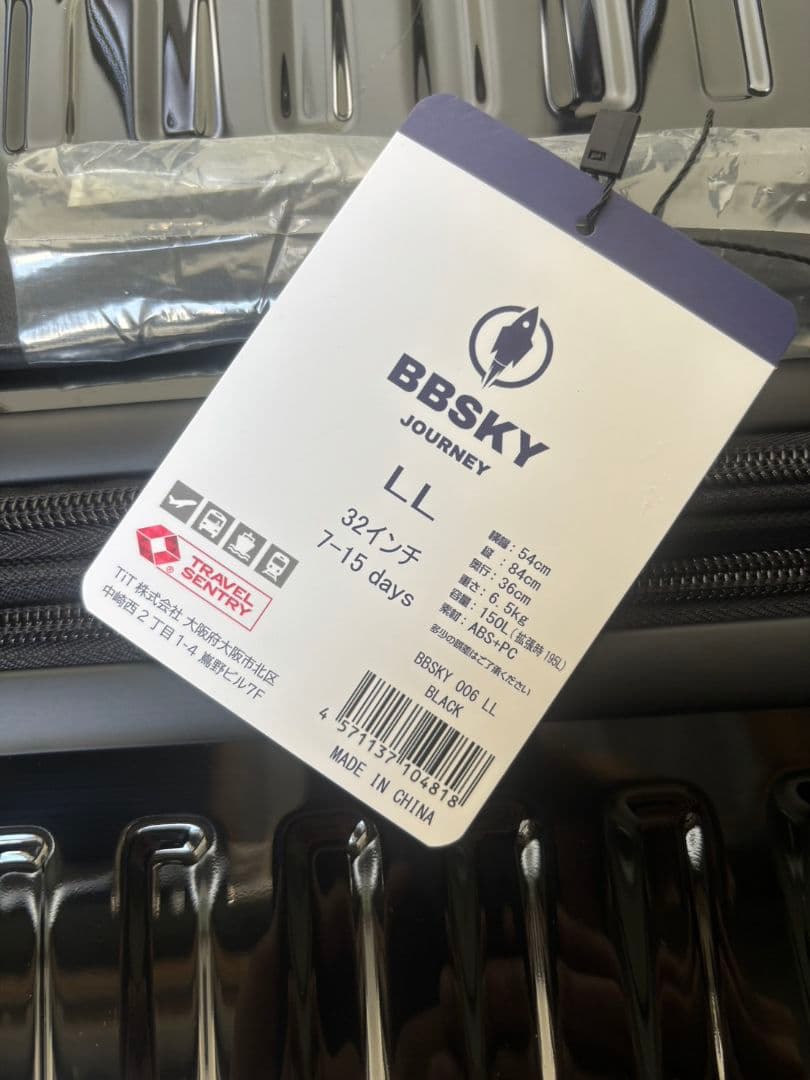 BBSKY
JOURNEY
LL
32インチ
7-15 days
横幅：54cm
縦：84cm
奥行：36cm
重さ：6.5kg
容量：150L(拡張時195L)
素材：ABS+PC
多少の誤差はご了承ください
TRAVEL
SENTRY
®
TiT 株式会社 大阪府大阪市北区
中崎西2丁目1-4 嶌野ビル7F
BBSKY 006 LL
BLACK
4 571137 104818
MADE IN CHINA